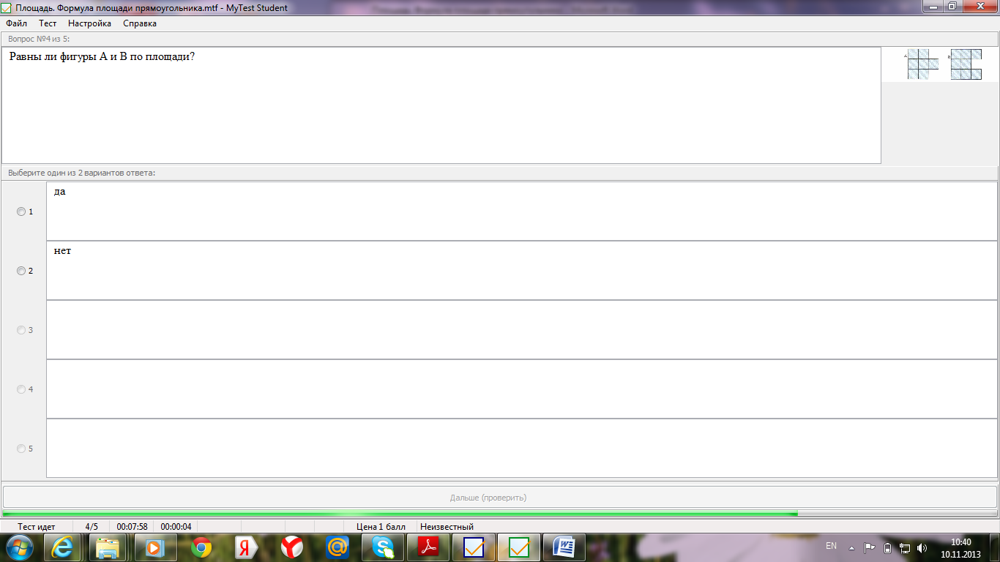 Площадь. Формула площади прямоугольника.mtf - MyTest Student
Файл Тест Настройка Справка
Вопрос №4 из 5:
Равны ли фигуры А и В по площади?
Выберите один из 2 вариантов ответа:
1 да
2 нет
3
4
5
Дальше (проверить)
Тест идет 4/5 00:07:58 00:00:04 Цена 1 балл Неизвестный
EN 10:40
10.11.2013